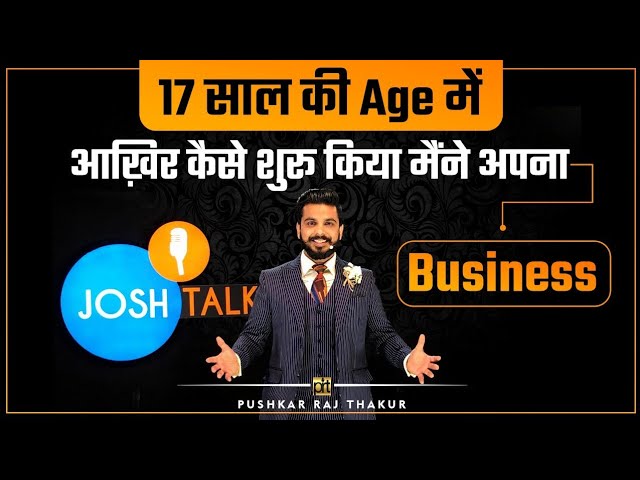 17 साल की Age में
आख़िर कैसे शुरू किया मैंने अपना
Business
JOSH TALK
prt
PUSHKAR RAJ THAKUR